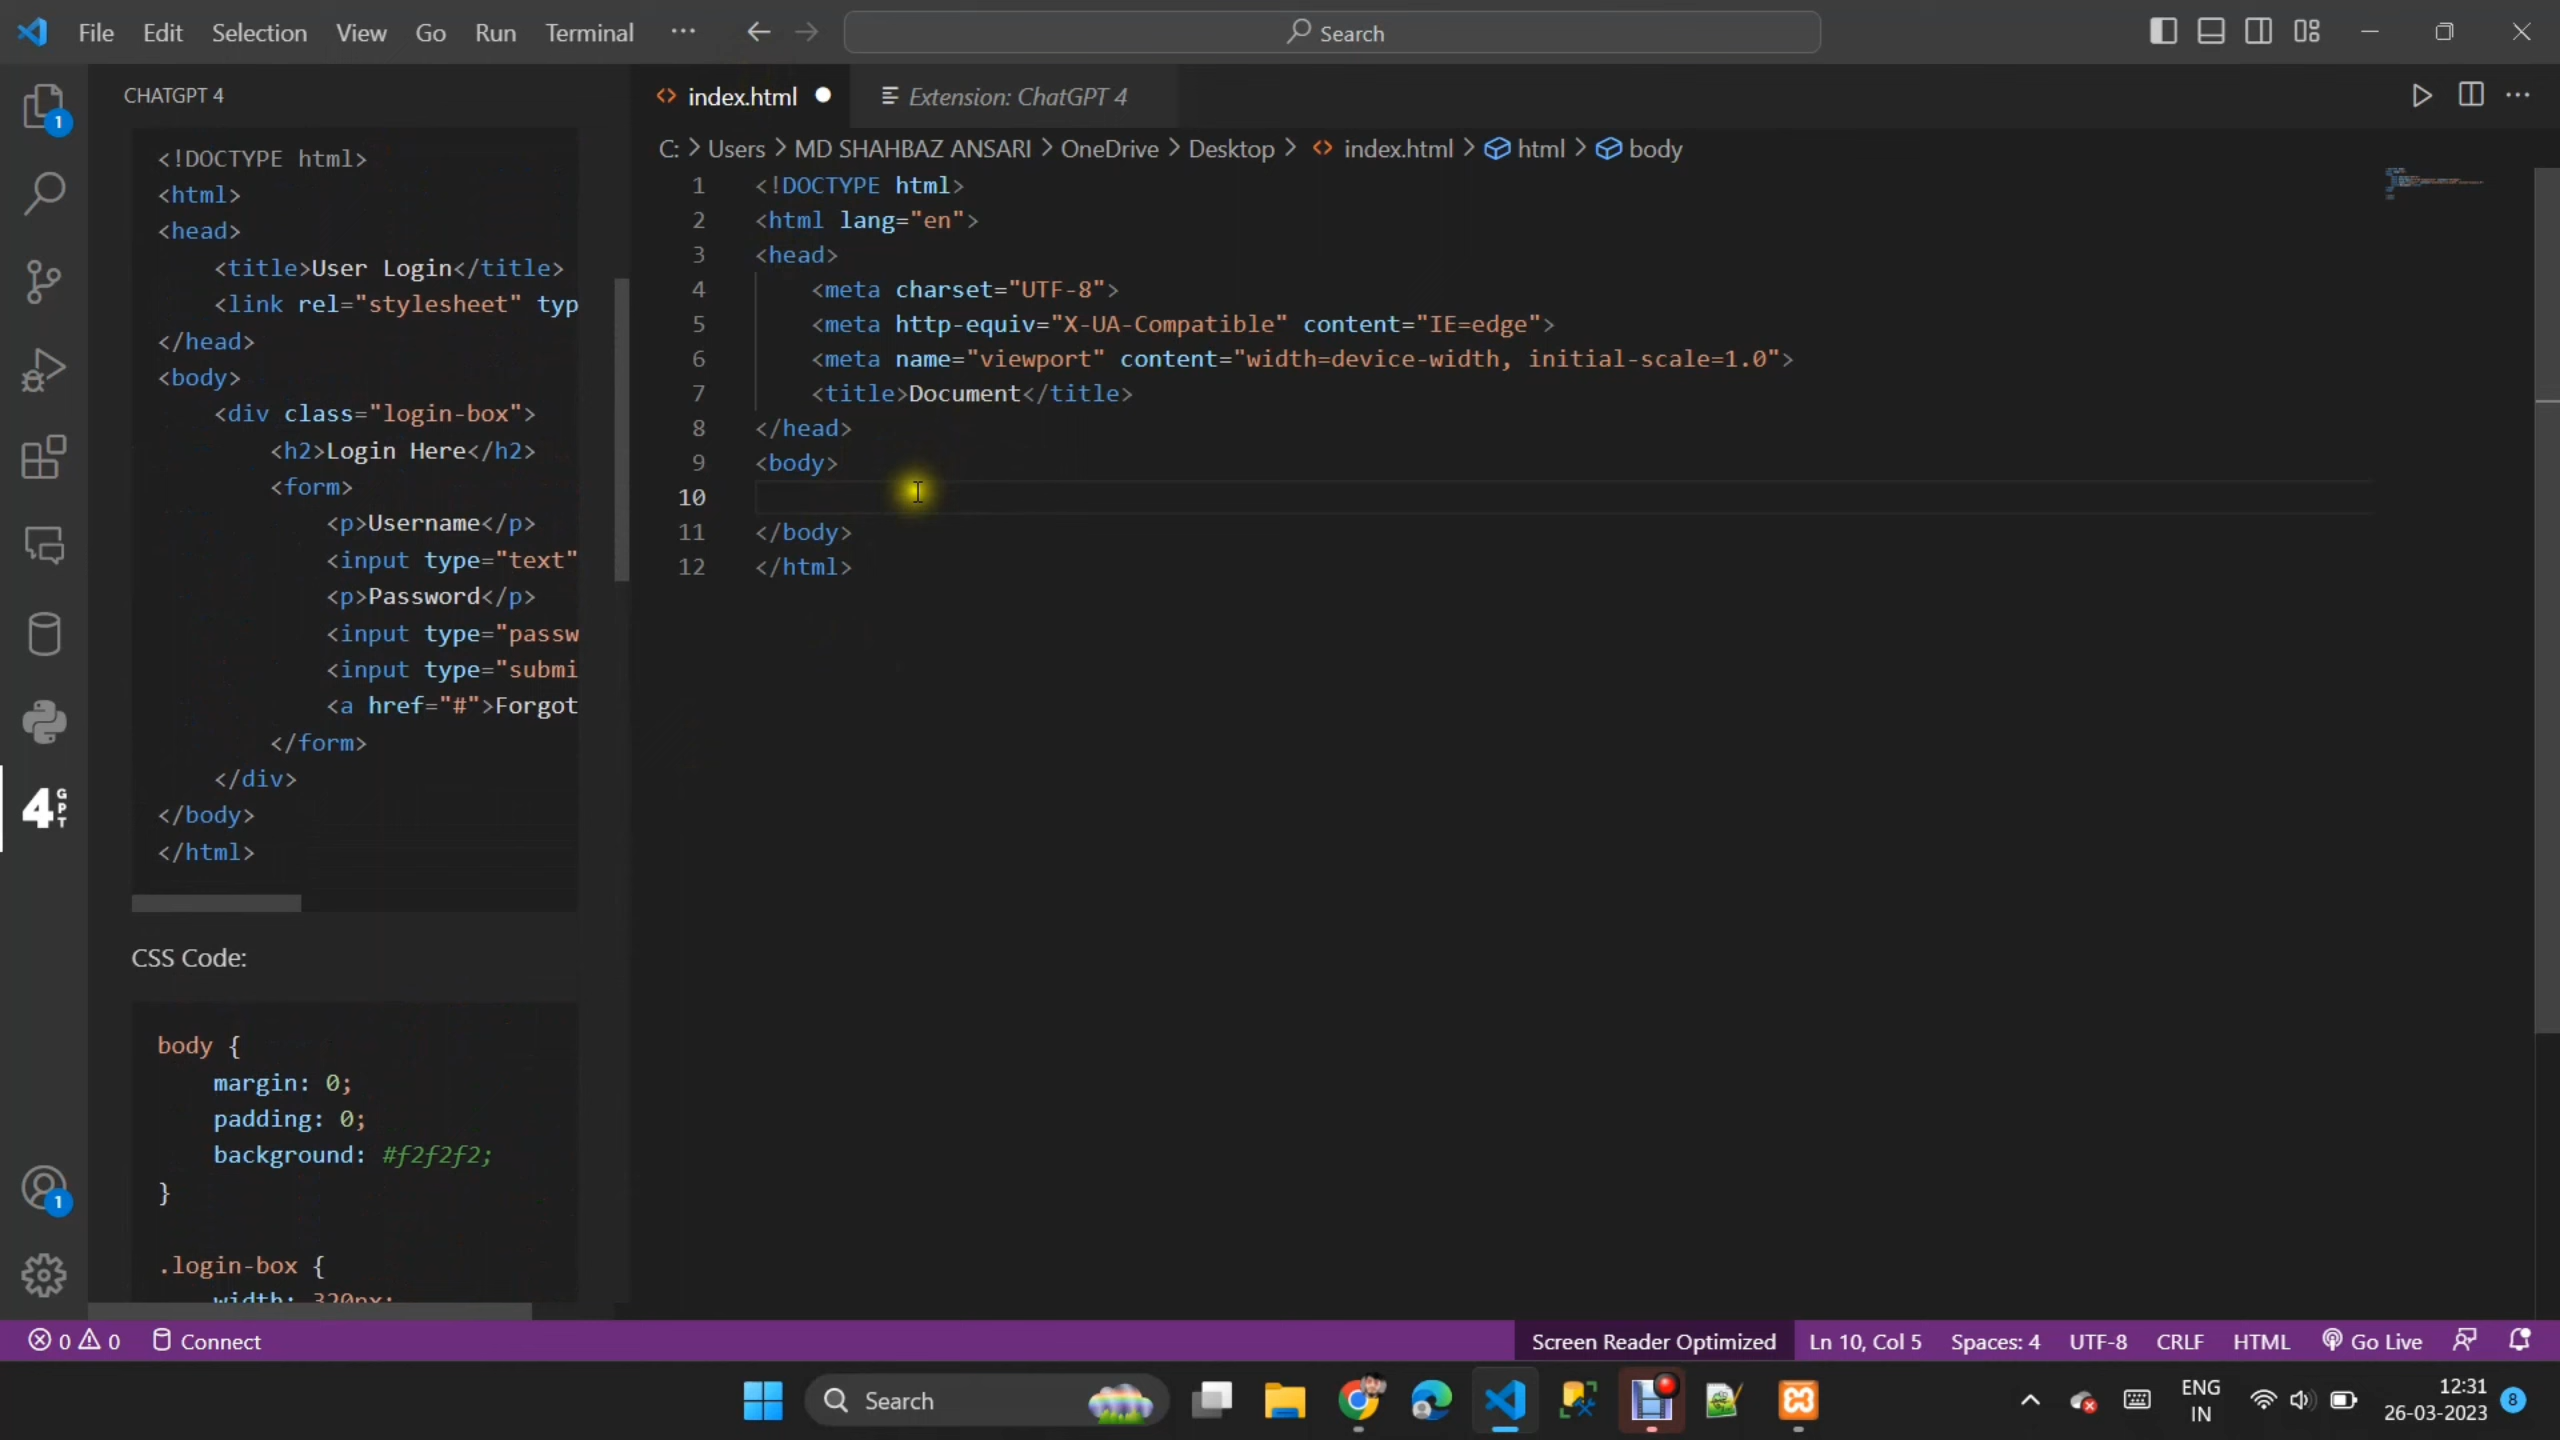 File Edit Selection View Go Run Terminal ··· Search
CHATGPT 4
<!DOCTYPE html>
<html>
<head>
<title>User Login</title>
<link rel="stylesheet" typ
</head>
<body>
<div class="login-box">
<h2>Login Here</h2>
<form>
<p>Username</p>
<input type="text"
<p>Password</p>
<input type="passw
<input type="submi
<a href="#">Forgot
</form>
</div>
</body>
</html>
CSS Code:
body {
margin: 0;
padding: 0;
background: #f2f2f2;
}
.login-box {
width: 320px;
index.html Extension: ChatGPT 4
C: > Users > MD SHAHBAZ ANSARI > OneDrive > Desktop > index.html > html > body
1 <!DOCTYPE html>
2 <html lang="en">
3 <head>
4 <meta charset="UTF-8">
5 <meta http-equiv="X-UA-Compatible" content="IE=edge">
6 <meta name="viewport" content="width=device-width, initial-scale=1.0">
7 <title>Document</title>
8 </head>
9 <body>
10
11 </body>
12 </html>
1
4 GPT
1
0 0 Connect Screen Reader Optimized Ln 10, Col 5 Spaces: 4 UTF-8 CRLF HTML Go Live
Search ENG IN 12:31 26-03-2023 8